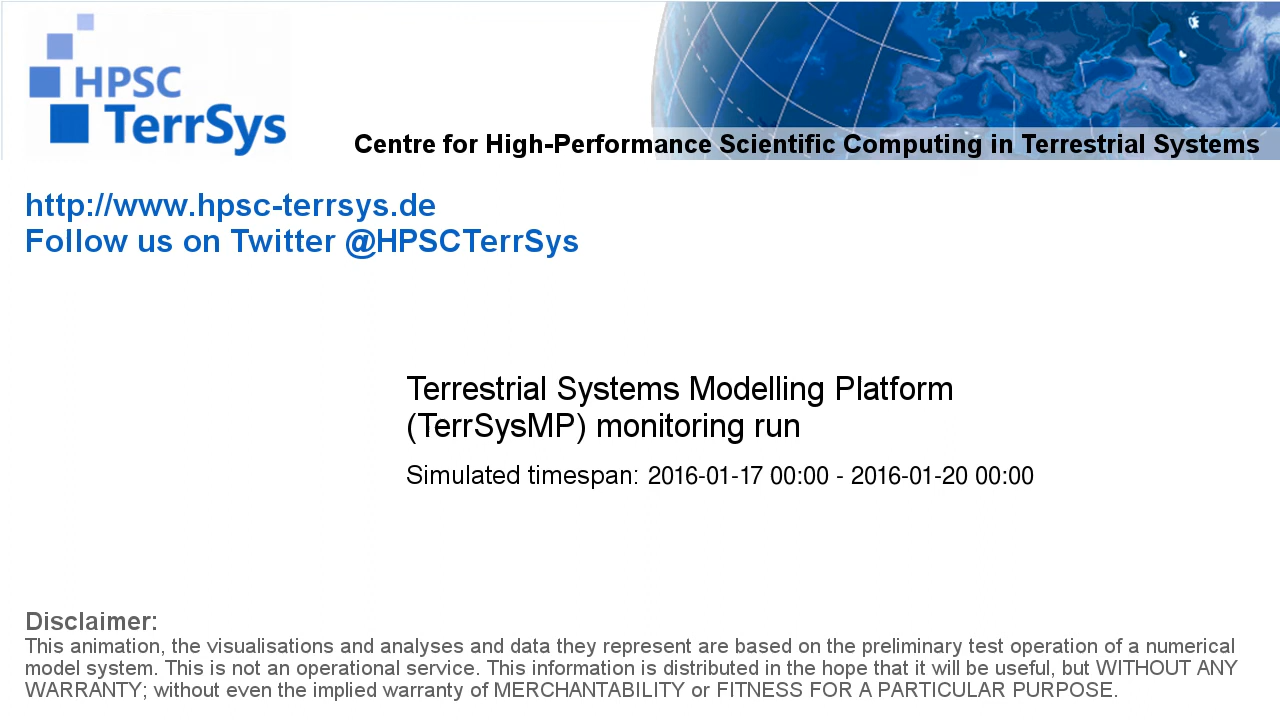 HPSC
TerrSys
Centre for High-Performance Scientific Computing in Terrestrial Systems
http://www.hpsc-terrsys.de
Follow us on Twitter @HPSCTerrSys
Terrestrial Systems Modelling Platform
(TerrSysMP) monitoring run
Simulated timespan: 2016-01-17 00:00 - 2016-01-20 00:00
Disclaimer:
This animation, the visualisations and analyses and data they represent are based on the preliminary test operation of a numerical
model system. This is not an operational service. This information is distributed in the hope that it will be useful, but WITHOUT ANY
WARRANTY; without even the implied warranty of MERCHANTABILITY or FITNESS FOR A PARTICULAR PURPOSE.